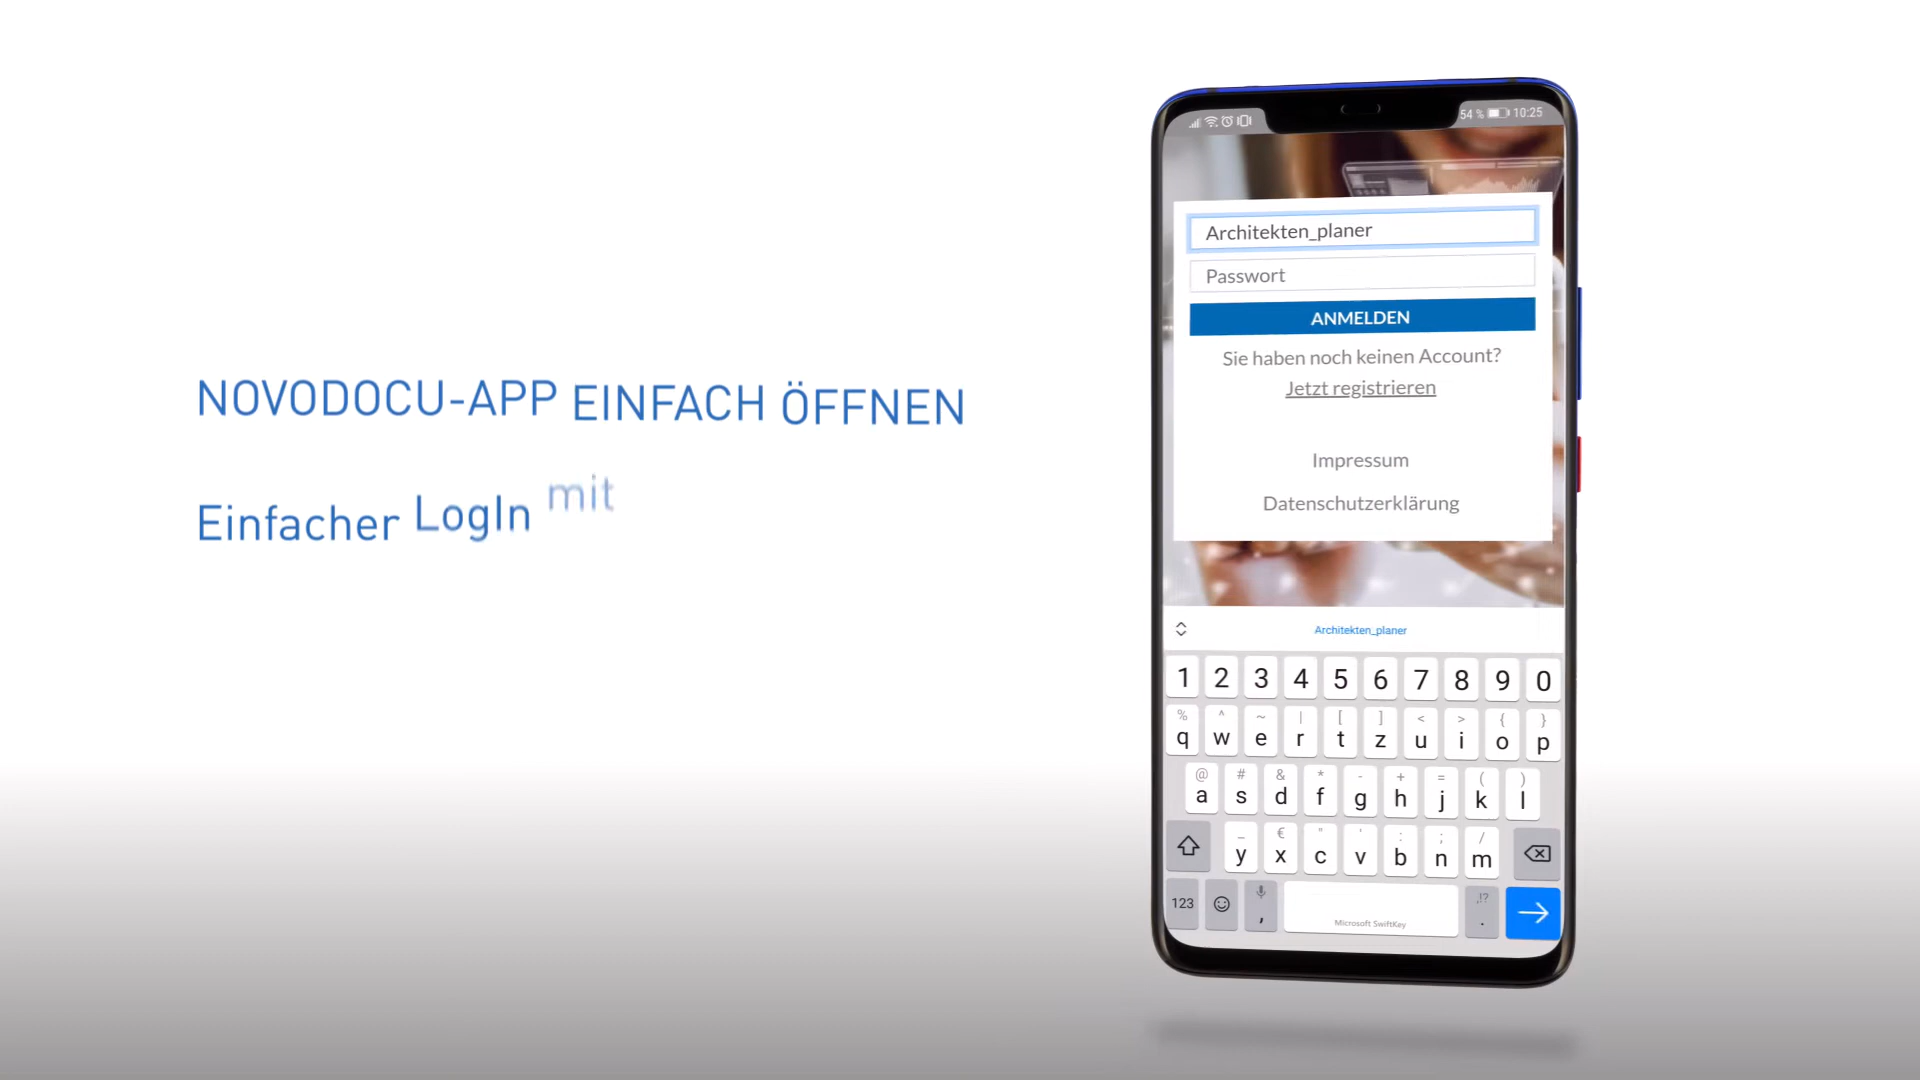 NOVODOCU-APP EINFACH ÖFFNEN
Einfacher LogIn mit
54 % 10:25
Architekten_planer
Passwort
ANMELDEN
Sie haben noch keinen Account?
Jetzt registrieren
Impressum
Datenschutzerklärung
Architekten_planer
1 2 3 4 5 6 7 8 9 0
% ^ ~ | [ ] < > { }
q w e r t z u i o p
@ # & * - + = ( )
a s d f g h j k l
_ € " ' : ; /
y x c v b n m
123 , Microsoft SwiftKey ,!? .